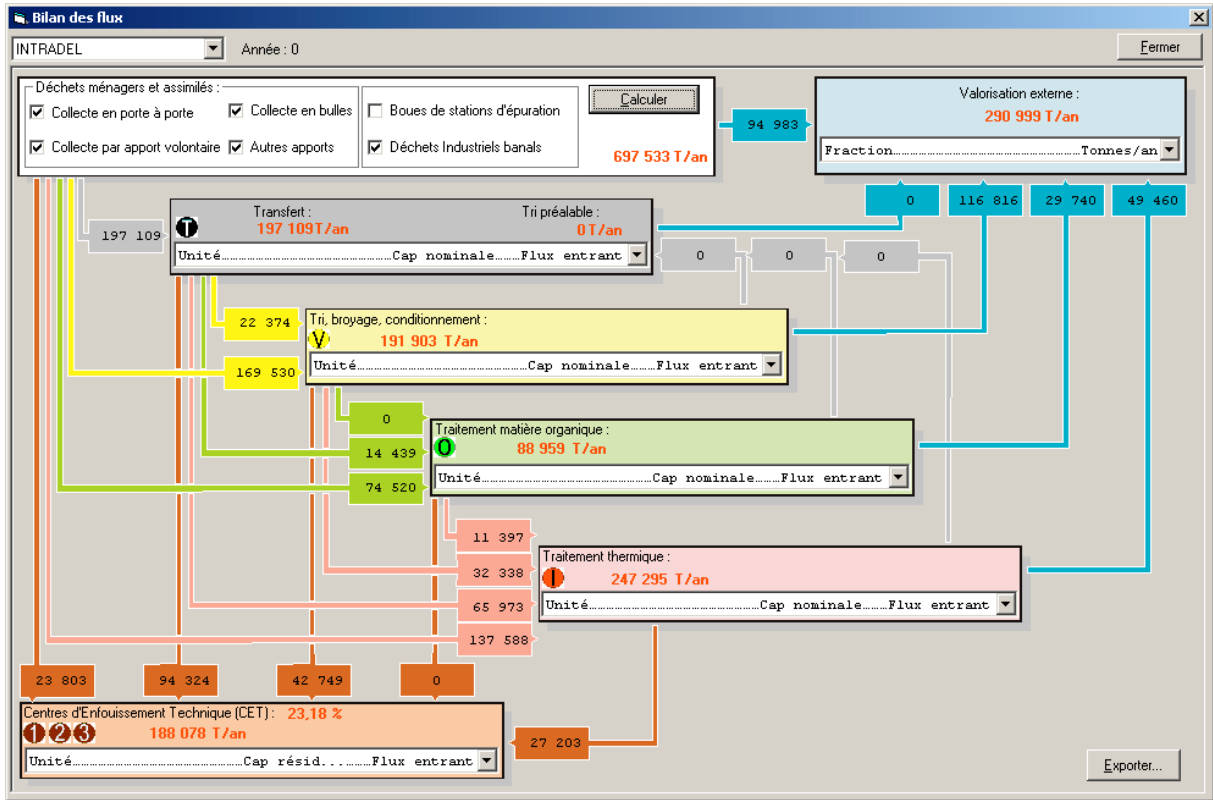 Bilan des flux
INTRADEL Année : 0 Fermer
Déchets ménagers et assimilés :
Collecte en porte à porte Collecte en bulles Boues de stations d'épuration Calculer
Collecte par apport volontaire Autres apports Déchets Industriels banals 697 533 T/an
94 983
Valorisation externe :
290 999 T/an
Fraction.................................................Tonnes/an
0 116 816 29 740 49 460
197 109
T Transfert : Tri préalable :
197 109T/an 0T/an
Unité.............................................Cap nominale.......Flux entrant
0 0 0
22 374
169 530
Tri, broyage, conditionnement :
V 191 903 T/an
Unité.............................................Cap nominale.......Flux entrant
0
14 439
74 520
Traitement matière organique :
O 88 959 T/an
Unité.............................................Cap nominale.......Flux entrant
11 397
32 338
65 973
137 588
Traitement thermique :
I 247 295 T/an
Unité.............................................Cap nominale.......Flux entrant
23 803 94 324 42 749 0
Centres d'Enfouissement Technique (CET) : 23,18 %
1 2 3 188 078 T/an
Unité.............................................Cap résid.........Flux entrant
27 203
Exporter...